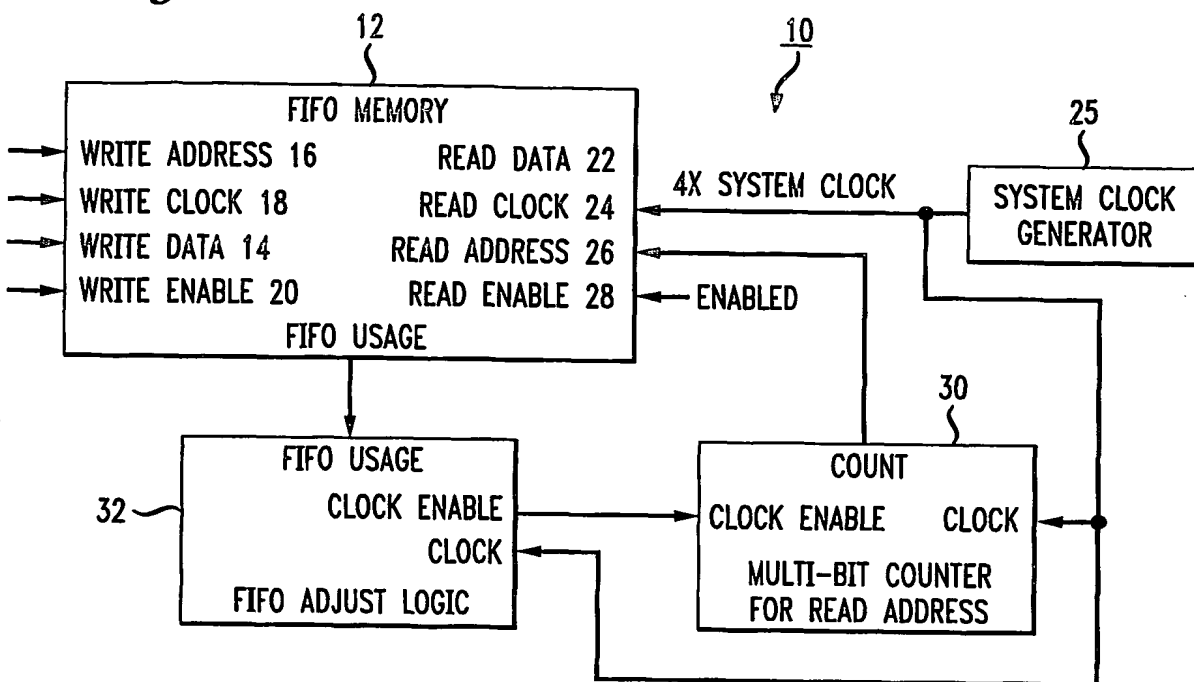 12
10
FIFO MEMORY
WRITE ADDRESS 16
READ DATA 22
WRITE CLOCK 18
READ CLOCK 24
WRITE DATA 14
READ ADDRESS 26
WRITE ENABLE 20
READ ENABLE 28
FIFO USAGE
4X SYSTEM CLOCK
ENABLED
25
SYSTEM CLOCK
GENERATOR
32
FIFO USAGE
CLOCK ENABLE
CLOCK
FIFO ADJUST LOGIC
30
COUNT
CLOCK ENABLE
CLOCK
MULTI-BIT COUNTER
FOR READ ADDRESS